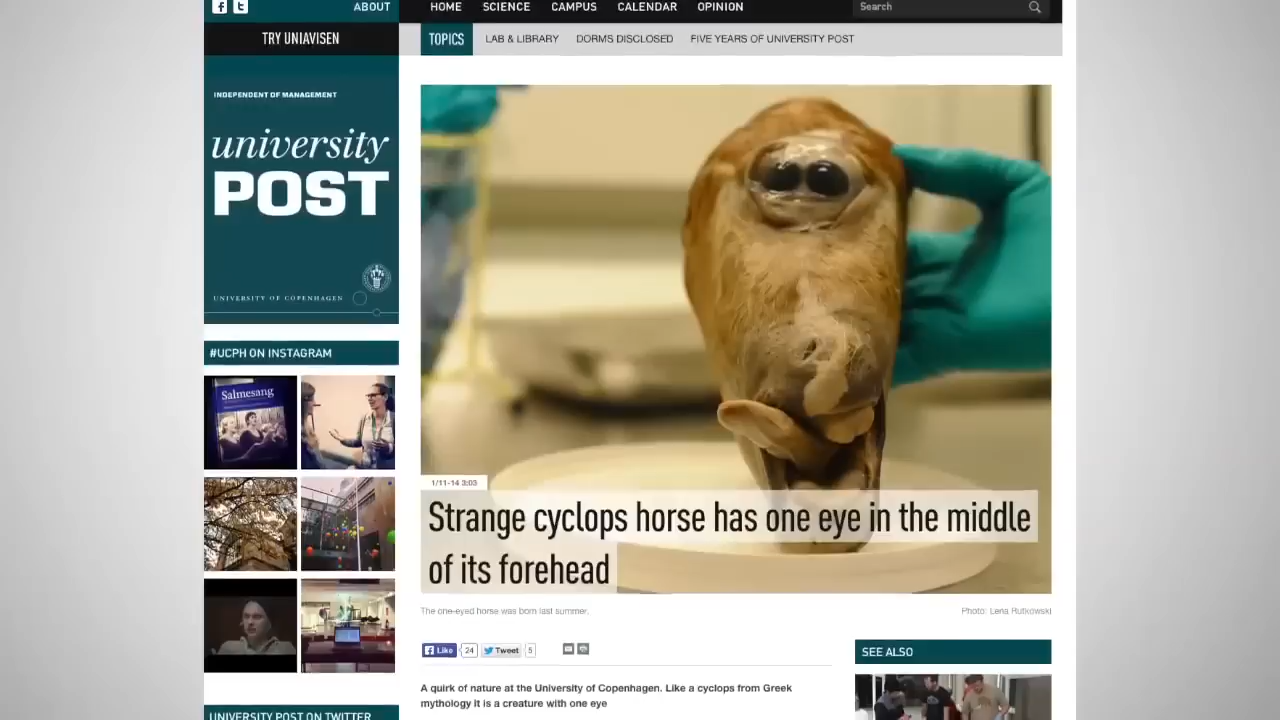 ABOUT
HOME SCIENCE CAMPUS CALENDAR OPINION
Search
TRY UNIAVISEN
TOPICS LAB & LIBRARY DORMS DISCLOSED FIVE YEARS OF UNIVERSITY POST
INDEPENDENT OF MANAGEMENT
university
POST
UNIVERSITY OF COPENHAGEN
#UCPH ON INSTAGRAM
Salmesang
UNIVERSITY POST ON TWITTER
1/11-14 3:03
Strange cyclops horse has one eye in the middle
of its forehead
The one-eyed horse was born last summer.
Photo: Lena Rutkowski
Like 24 Tweet 5
A quirk of nature at the University of Copenhagen. Like a cyclops from Greek
mythology it is a creature with one eye
SEE ALSO